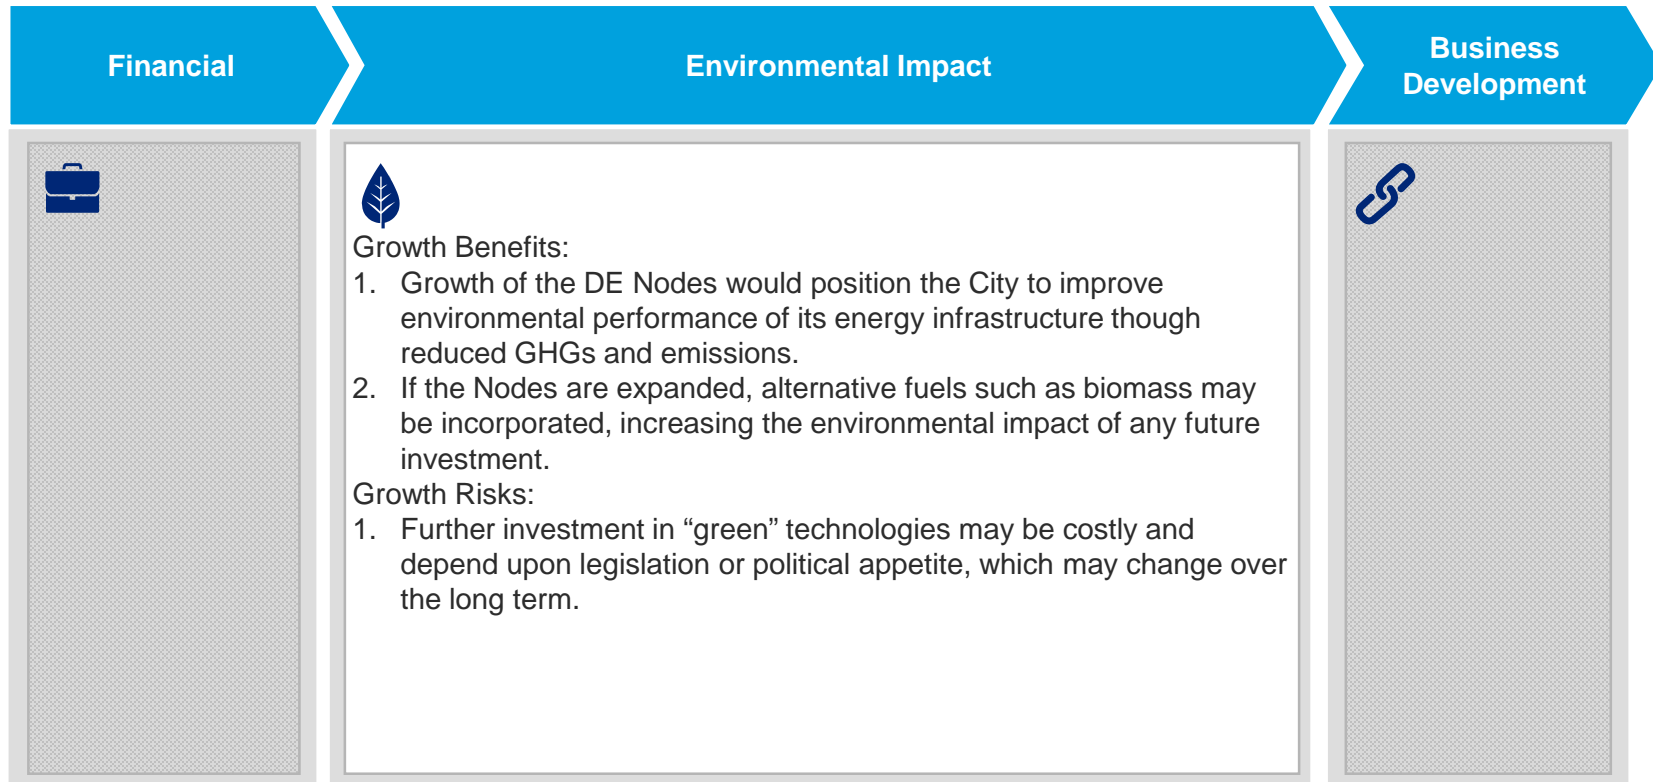 Financial
Environmental Impact
Business
Development
Growth Benefits:
1. Growth of the DE Nodes would position the City to improve
environmental performance of its energy infrastructure though
reduced GHGs and emissions.
2. If the Nodes are expanded, alternative fuels such as biomass may
be incorporated, increasing the environmental impact of any future
investment.
Growth Risks:
1. Further investment in “green” technologies may be costly and
depend upon legislation or political appetite, which may change over
the long term.